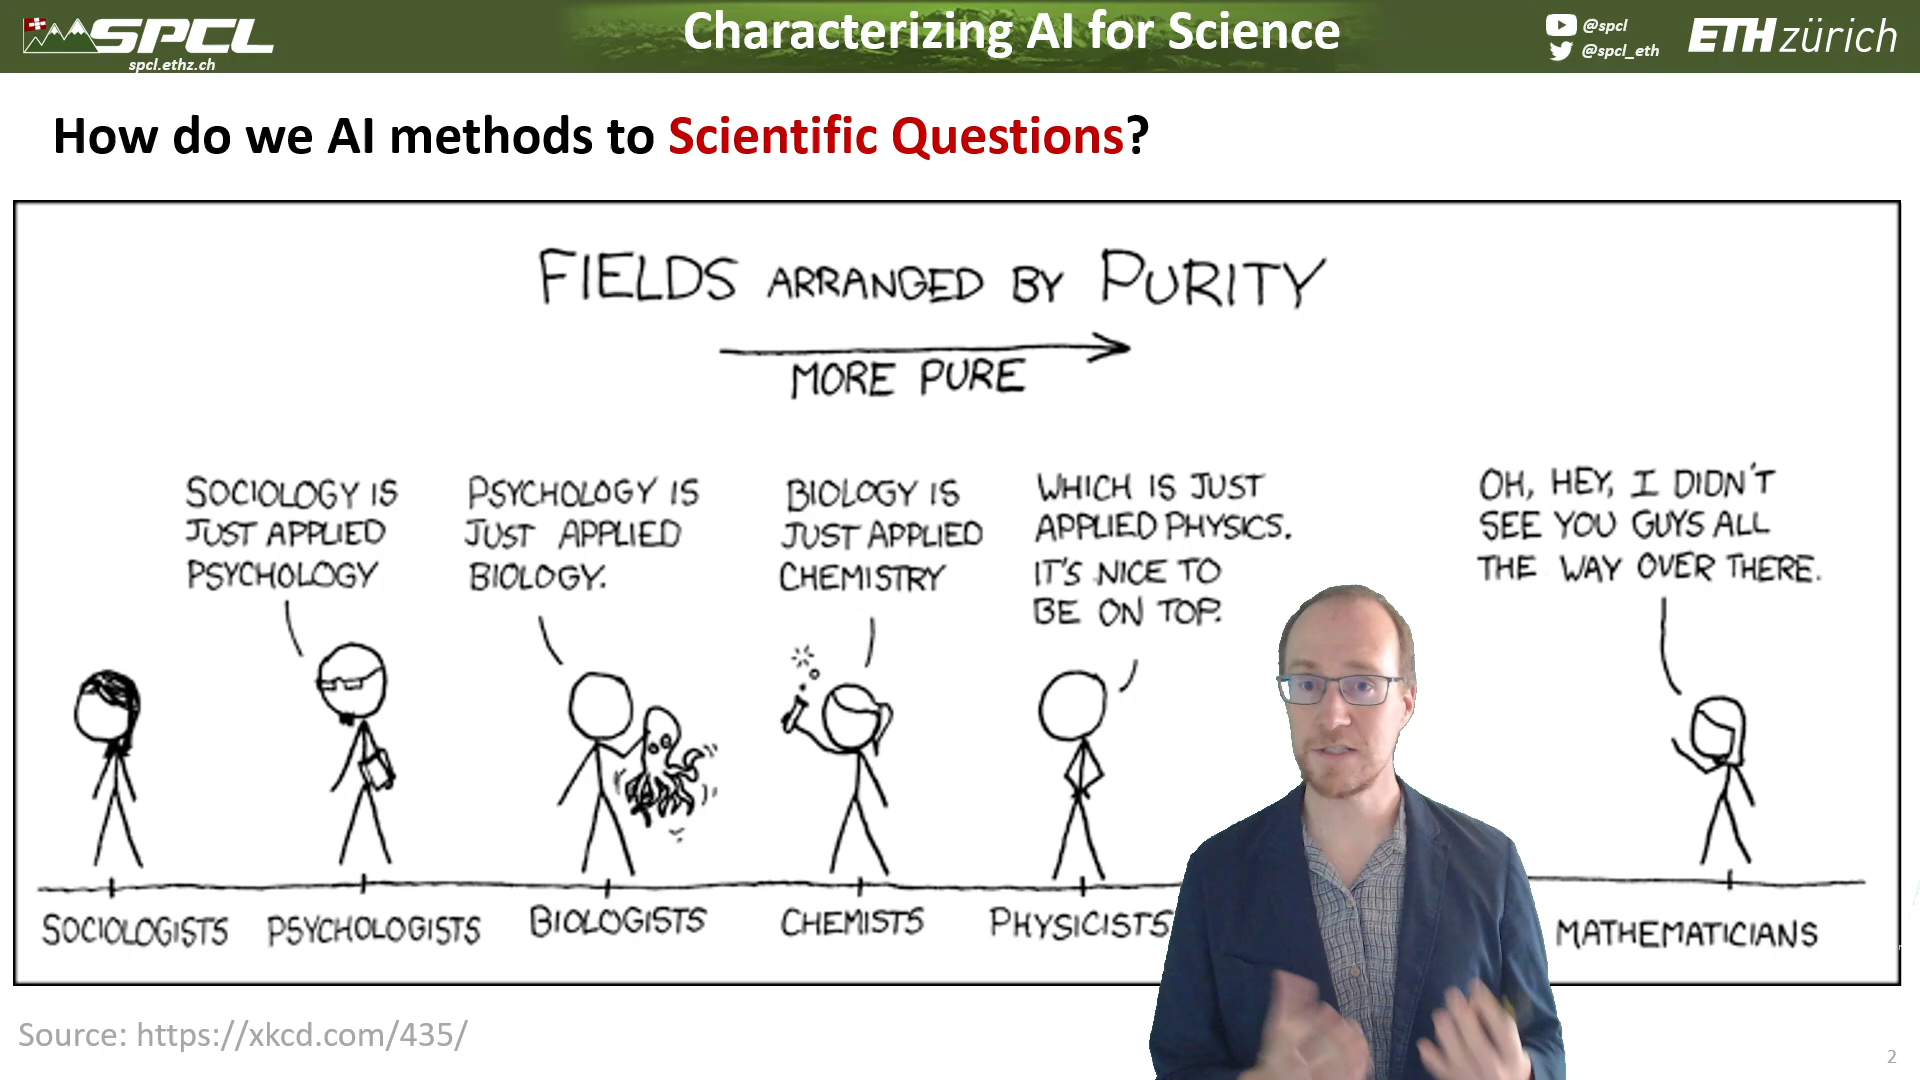 SPCL
spcl.ethz.ch
Characterizing AI for Science
@spcl
@spcl_eth
ETH zürich
How do we AI methods to Scientific Questions?
FIELDS ARRANGED BY PURITY
MORE PURE
SOCIOLOGY IS
JUST APPLIED
PSYCHOLOGY
PSYCHOLOGY IS
JUST APPLIED
BIOLOGY.
BIOLOGY IS
JUST APPLIED
CHEMISTRY
WHICH IS JUST
APPLIED PHYSICS.
IT'S NICE TO
BE ON TOP.
OH, HEY, I DIDN'T
SEE YOU GUYS ALL
THE WAY OVER THERE.
SOCIOLOGISTS
PSYCHOLOGISTS
BIOLOGISTS
CHEMISTS
PHYSICISTS
MATHEMATICIANS
Source: https://xkcd.com/435/
2